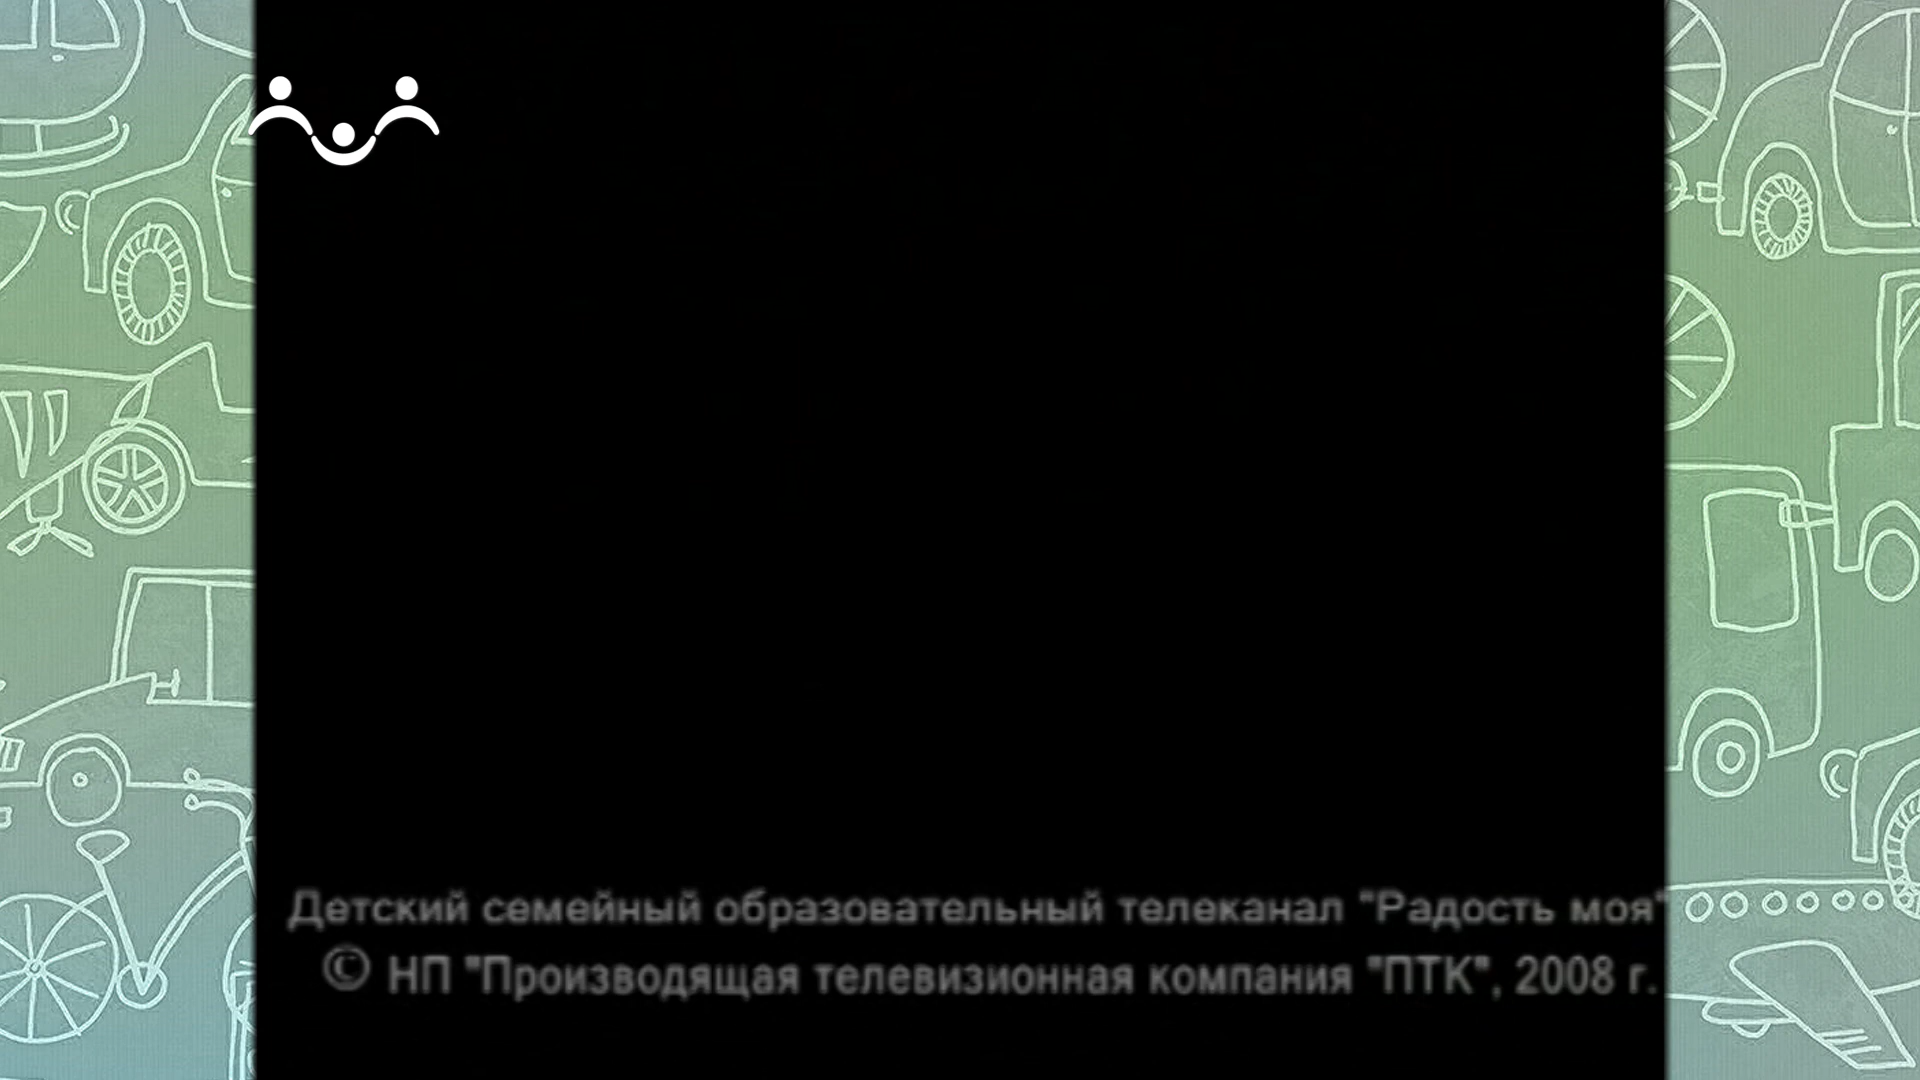 Детский семейный образовательный телеканал "Радость моя"
© НП "Производящая телевизионная компания "ПТК", 2008 г.